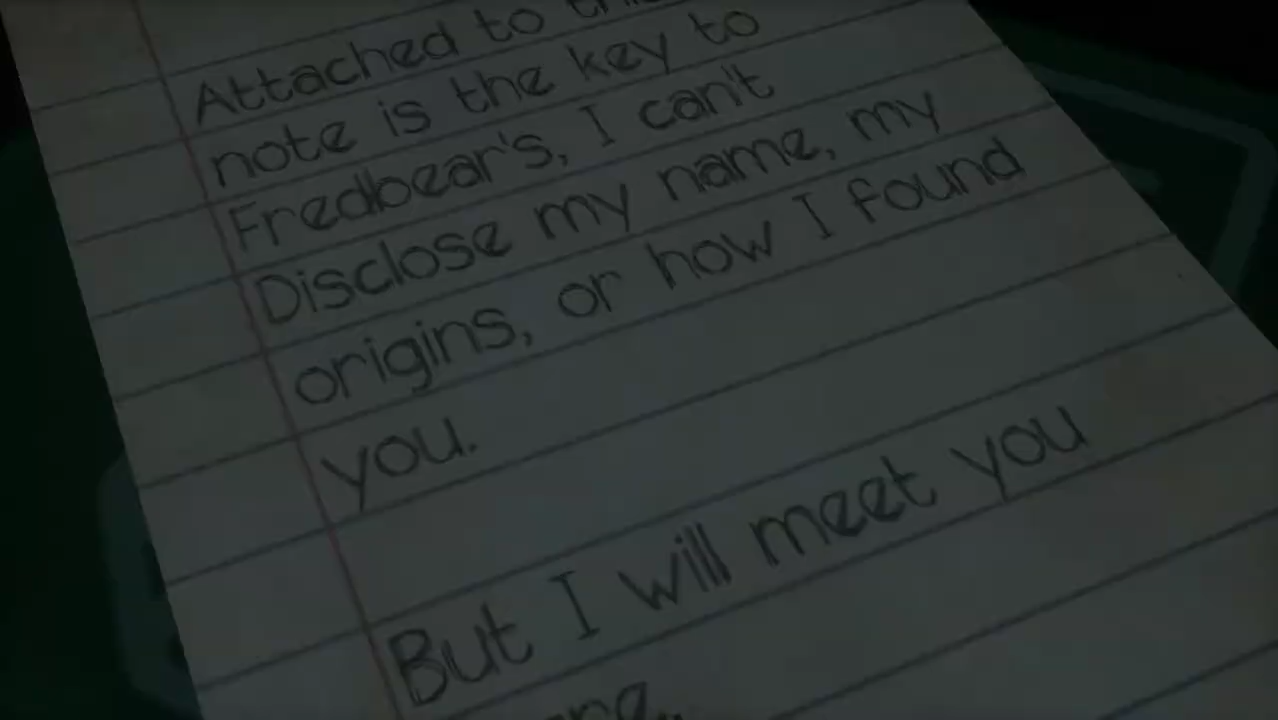 Attached to this
note is the key to
Fredbear's, I can't
Disclose my name, my
origins, or how I found
you.
But I will meet you